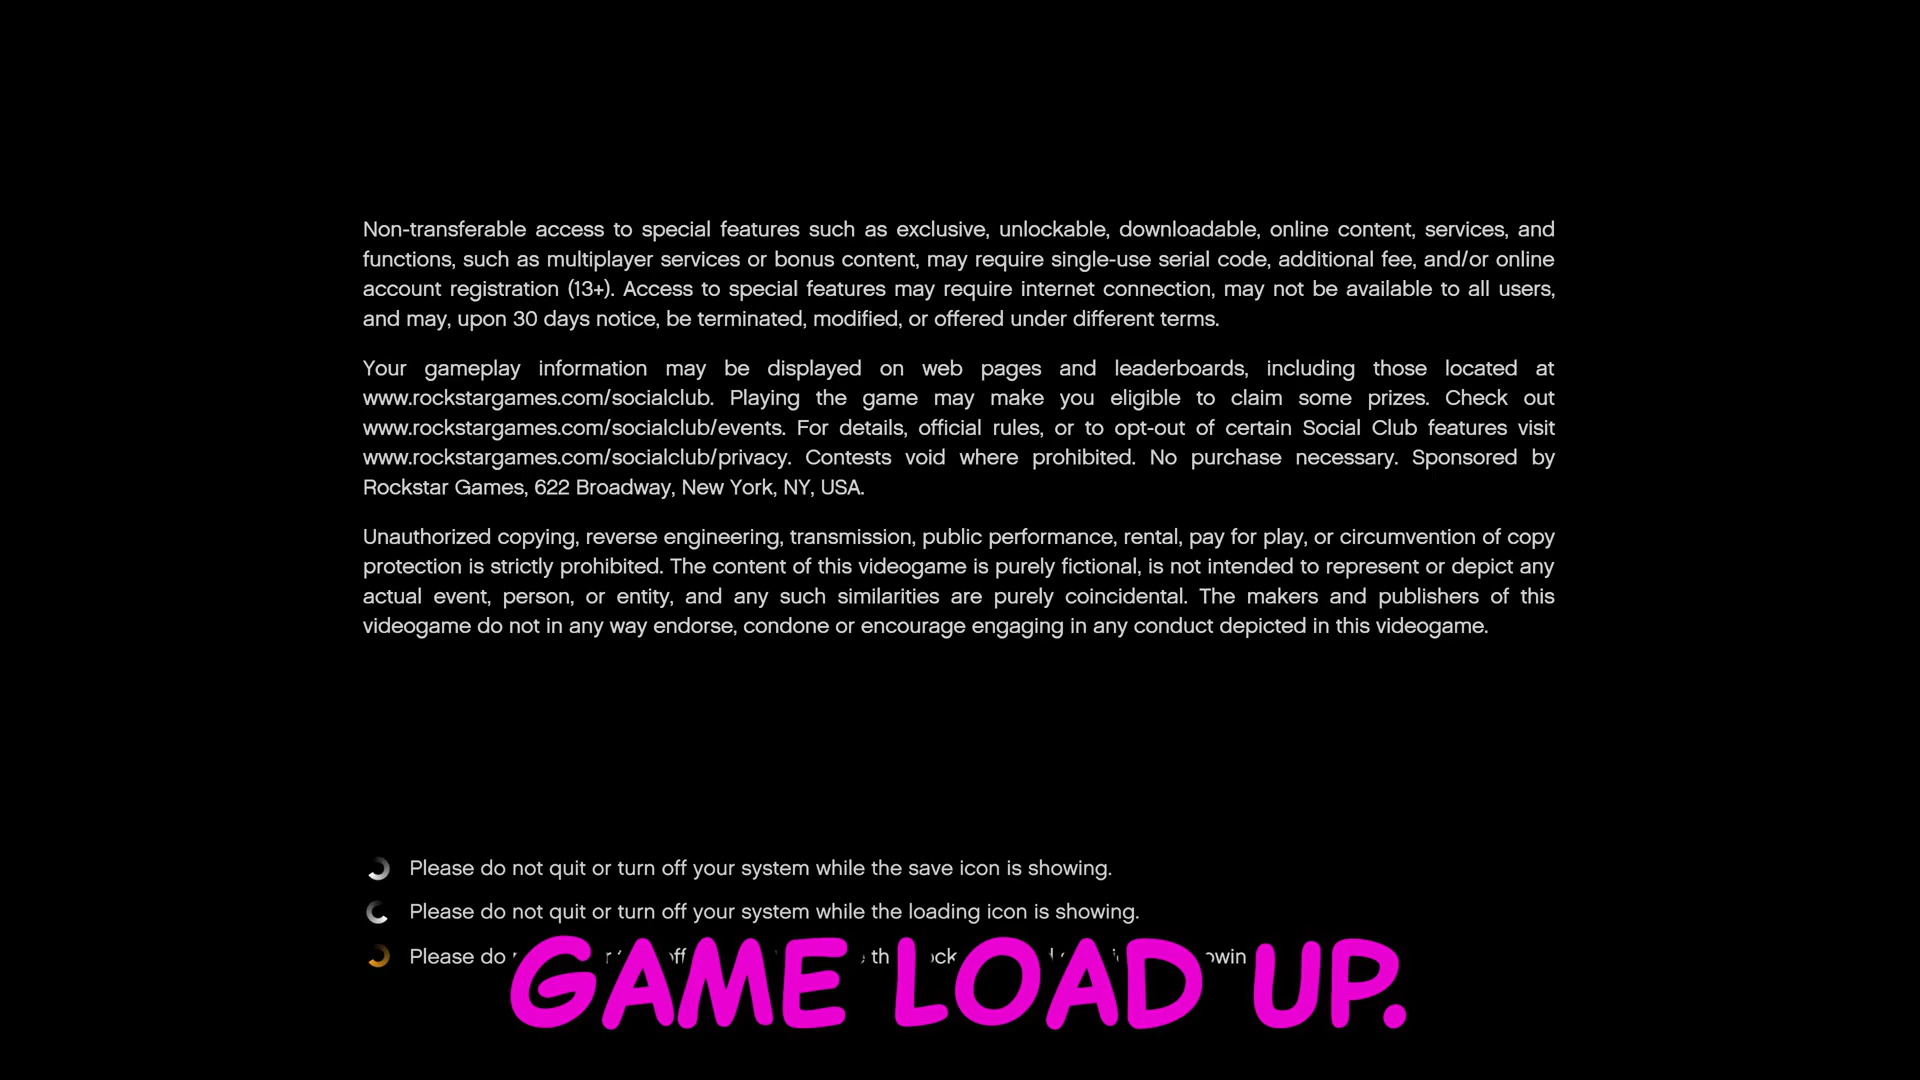 Non-transferable access to special features such as exclusive, unlockable, downloadable, online content, services, and
functions, such as multiplayer services or bonus content, may require single-use serial code, additional fee, and/or online
account registration (13+). Access to special features may require internet connection, may not be available to all users,
and may, upon 30 days notice, be terminated, modified, or offered under different terms.
Your gameplay information may be displayed on web pages and leaderboards, including those located at
www.rockstargames.com/socialclub. Playing the game may make you eligible to claim some prizes. Check out
www.rockstargames.com/socialclub/events. For details, official rules, or to opt-out of certain Social Club features visit
www.rockstargames.com/socialclub/privacy. Contests void where prohibited. No purchase necessary. Sponsored by
Rockstar Games, 622 Broadway, New York, NY, USA.
Unauthorized copying, reverse engineering, transmission, public performance, rental, pay for play, or circumvention of copy
protection is strictly prohibited. The content of this videogame is purely fictional, is not intended to represent or depict any
actual event, person, or entity, and any such similarities are purely coincidental. The makers and publishers of this
videogame do not in any way endorse, condone or encourage engaging in any conduct depicted in this videogame.
Please do not quit or turn off your system while the save icon is showing.
Please do not quit or turn off your system while the loading icon is showing.
Please do
GAME LOAD UP.